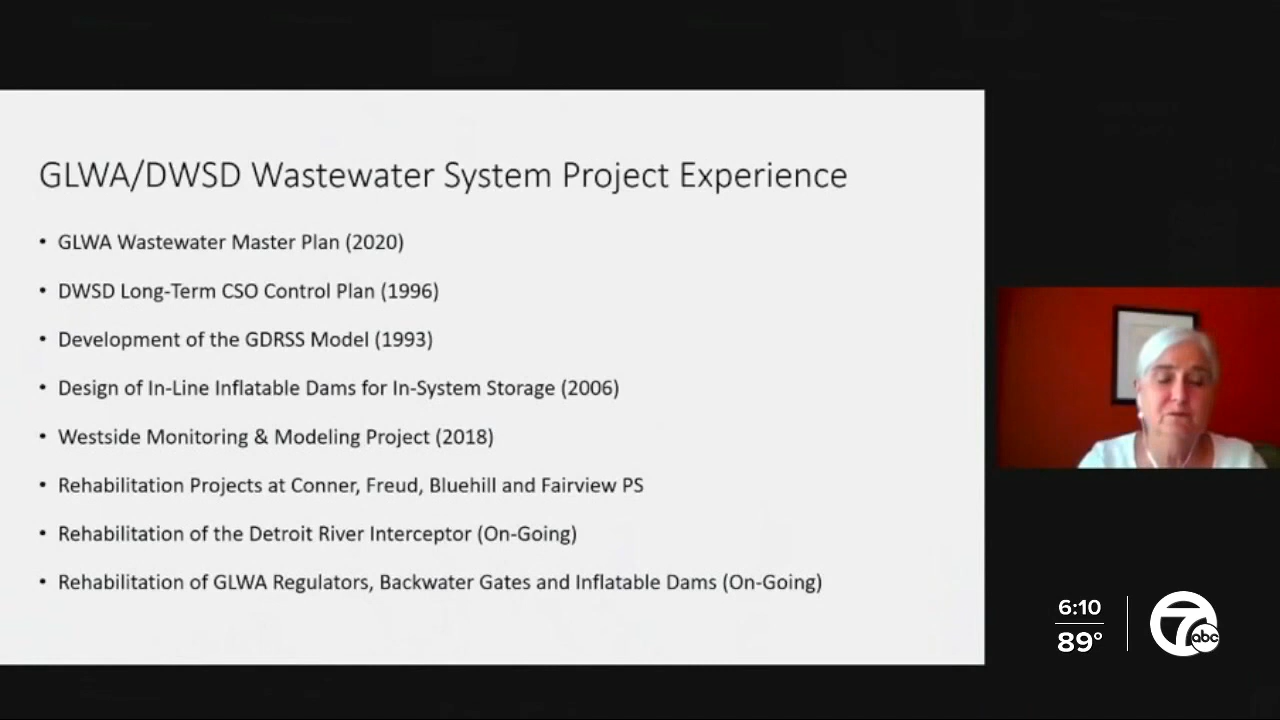 GLWA/DWSD Wastewater System Project Experience
• GLWA Wastewater Master Plan (2020)
• DWSD Long-Term CSO Control Plan (1996)
• Development of the GDRSS Model (1993)
• Design of In-Line Inflatable Dams for In-System Storage (2006)
• Westside Monitoring & Modeling Project (2018)
• Rehabilitation Projects at Conner, Freud, Bluehill and Fairview PS
• Rehabilitation of the Detroit River Interceptor (On-Going)
• Rehabilitation of GLWA Regulators, Backwater Gates and Inflatable Dams (On-Going)
6:10
89°
7 abc